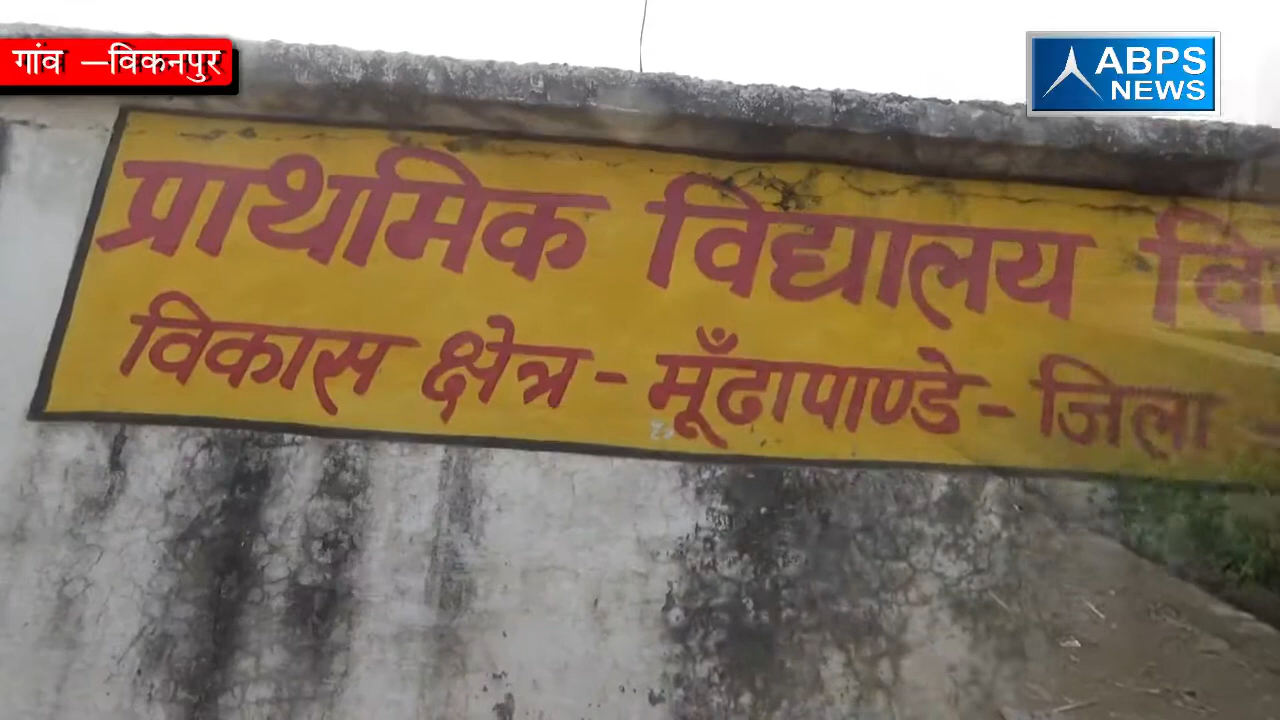 गांव –विकनपुर
ABPS
NEWS
प्राथमिक विद्यालय
विकास क्षेत्र - मूँढापाण्डे - जिला -